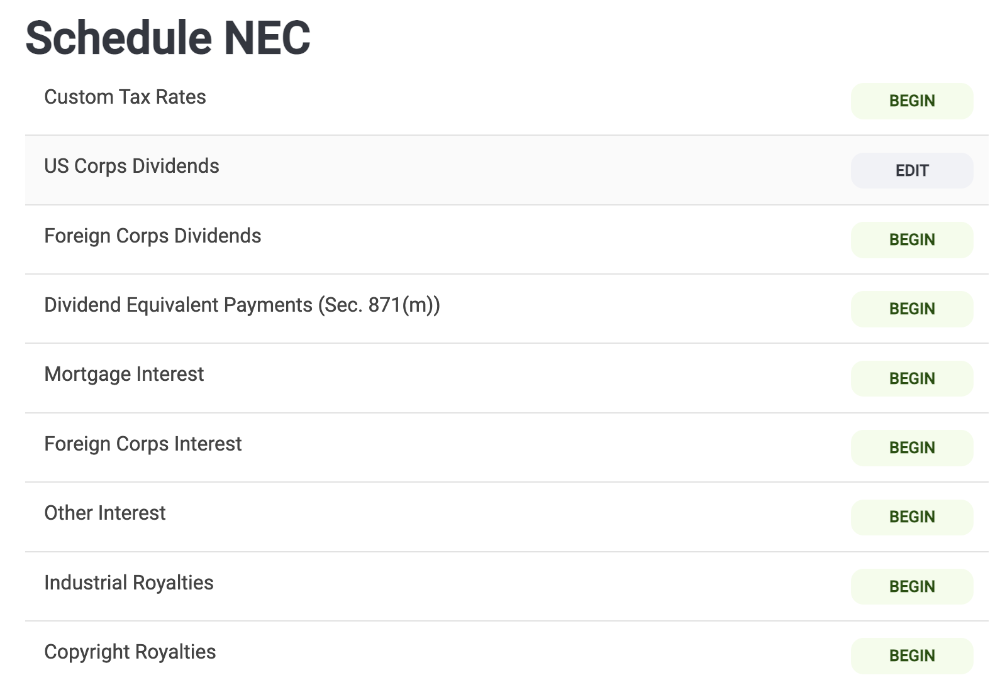 Schedule NEC
Custom Tax Rates BEGIN
US Corps Dividends EDIT
Foreign Corps Dividends BEGIN
Dividend Equivalent Payments (Sec. 871(m)) BEGIN
Mortgage Interest BEGIN
Foreign Corps Interest BEGIN
Other Interest BEGIN
Industrial Royalties BEGIN
Copyright Royalties BEGIN